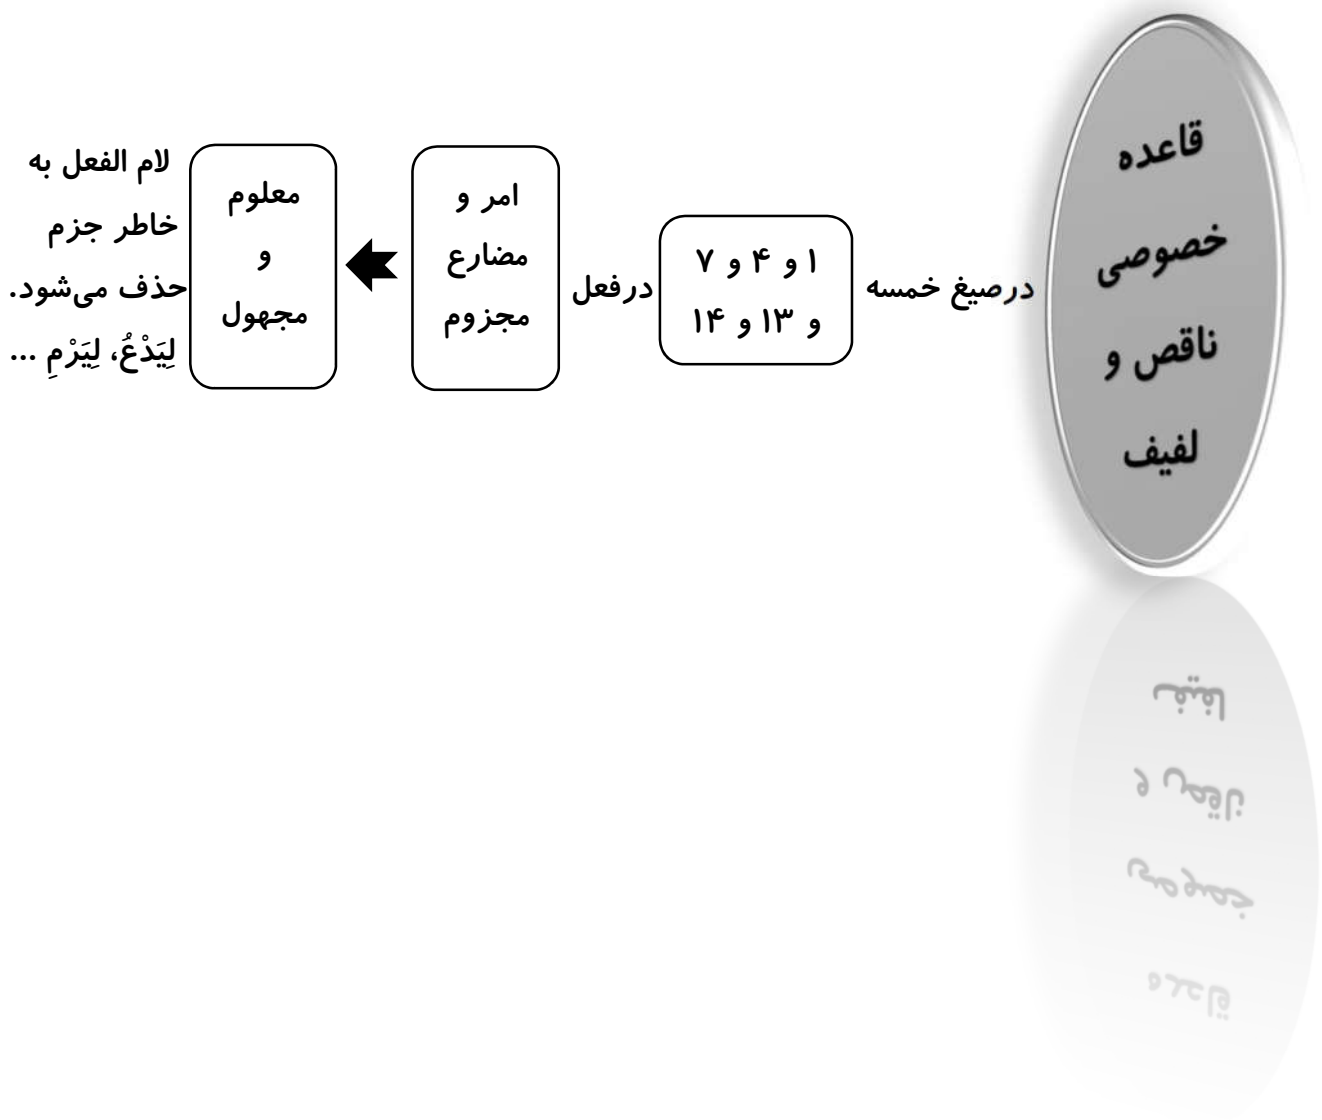 قاعده
خصوصی
ناقص و
لفیف
درصیغ خمسه
۱ و ۴ و ۷
و ۱۳ و ۱۴
درفعل
امر و
مضارع
مجزوم
معلوم
و
مجهول
لام الفعل به
خاطر جزم
حذف می‌شود.
لِیَدْعُ، لِیَرْمِ ...